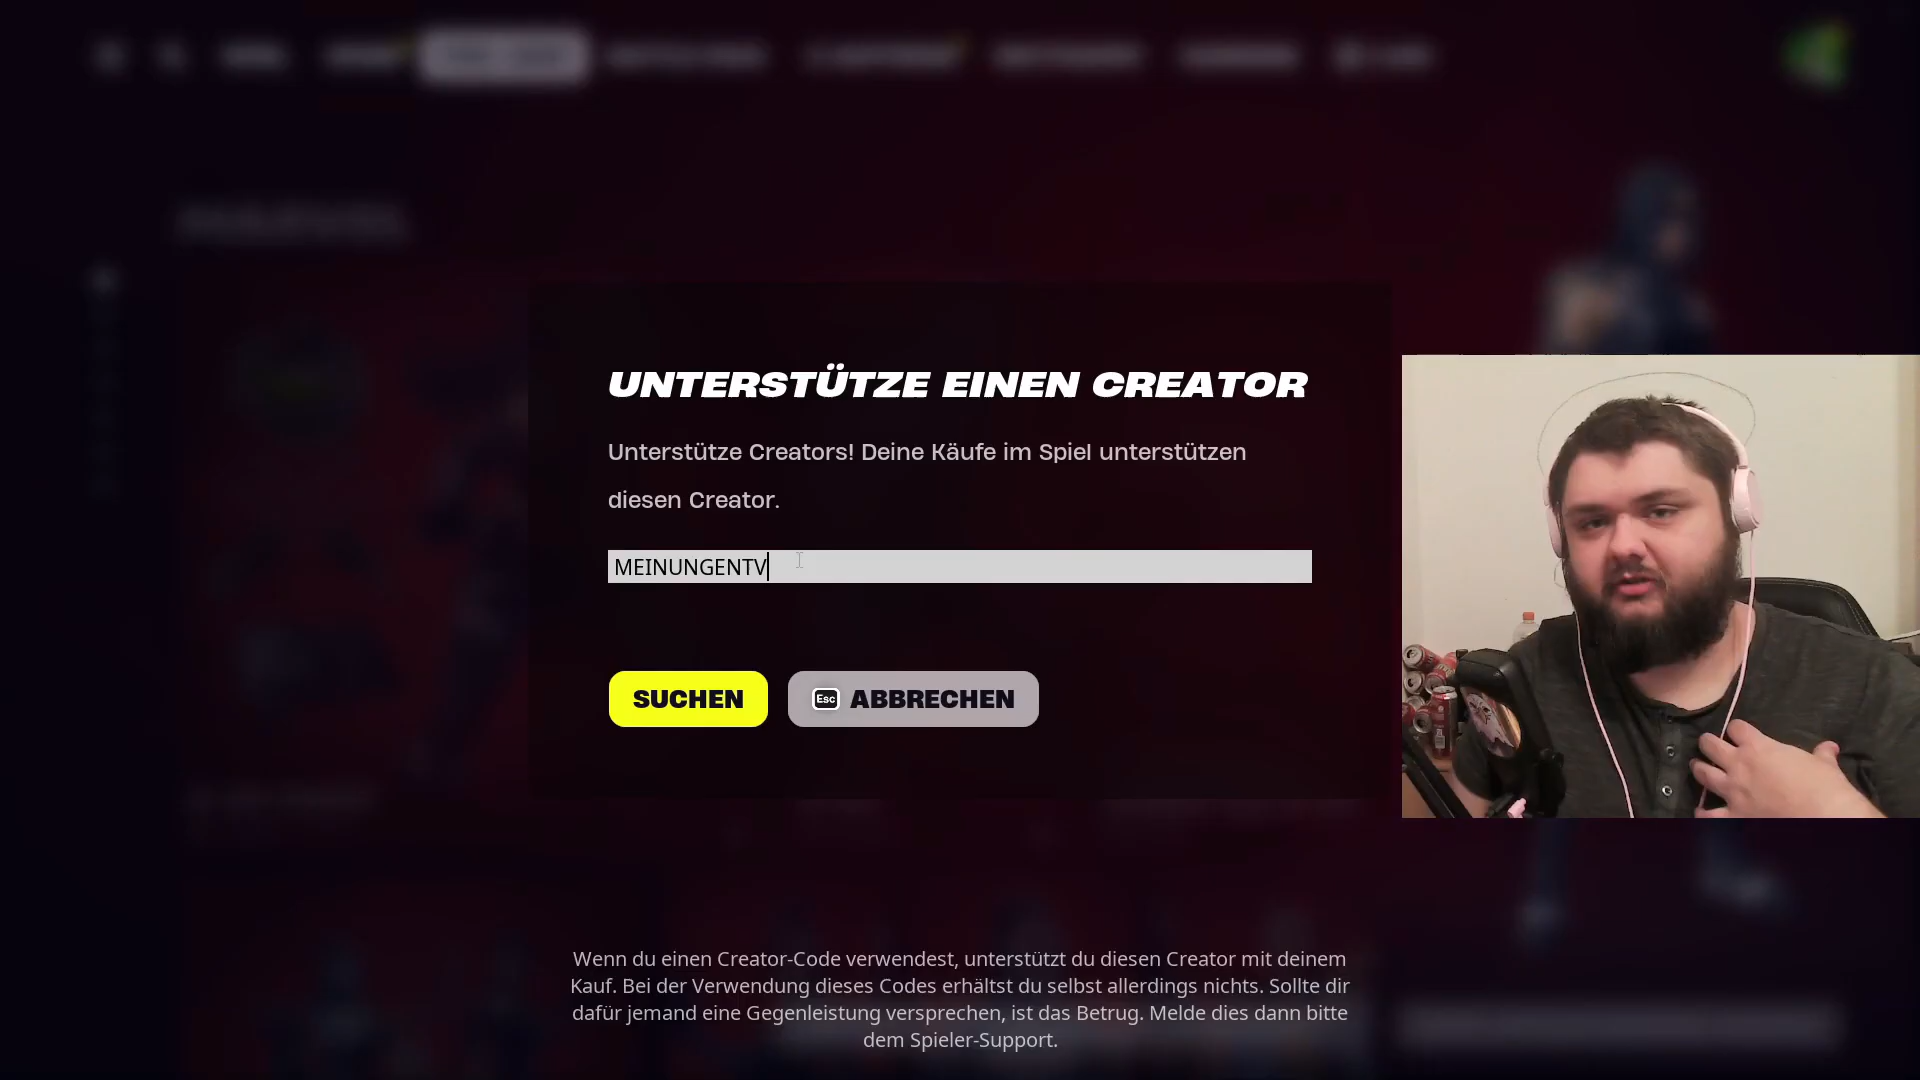 UNTERSTÜTZE EINEN CREATOR
Unterstütze Creators! Deine Käufe im Spiel unterstützen
diesen Creator.
MEINUNGENTV
SUCHEN
Esc ABBRECHEN
Wenn du einen Creator-Code verwendest, unterstützt du diesen Creator mit deinem
Kauf. Bei der Verwendung dieses Codes erhältst du selbst allerdings nichts. Sollte dir
dafür jemand eine Gegenleistung versprechen, ist das Betrug. Melde dies dann bitte
dem Spieler-Support.